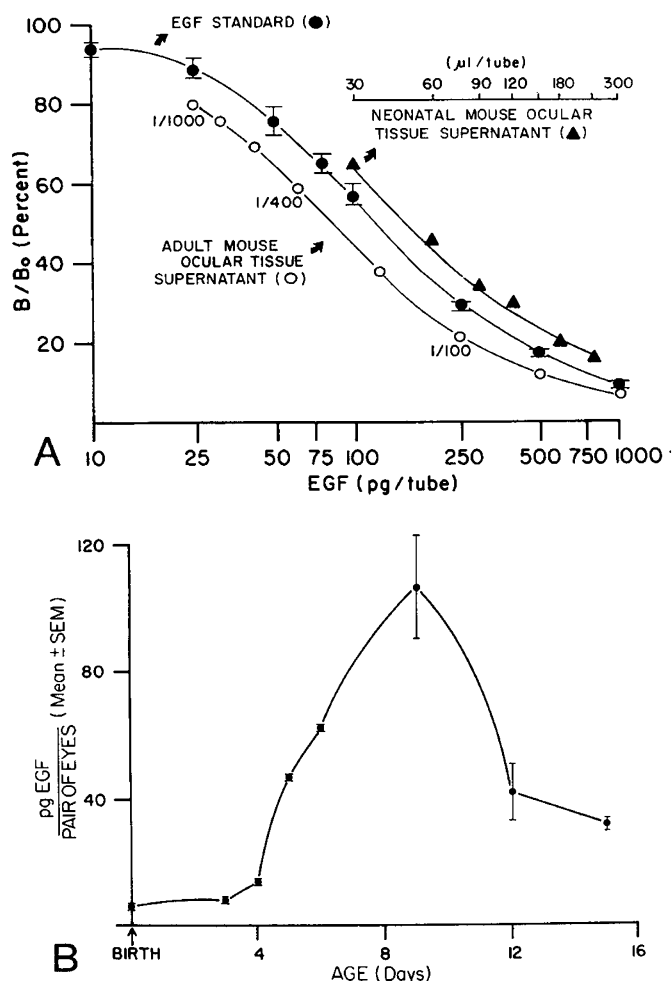 EGF STANDARD (●)
(µl/tube)
30 60 90 120 180 300
NEONATAL MOUSE OCULAR
TISSUE SUPERNATANT (▲)
100
80
60
40
20
B/B₀ (Percent)
1/1000
1/400
1/100
ADULT MOUSE
OCULAR TISSUE
SUPERNATANT (○)
A
10 25 50 75 100 250 500 750 1000
EGF (pg/tube)
120
80
40
pg EGF
PAIR OF EYES
(Mean ± SEM)
B
BIRTH 4 8 12 16
AGE (Days)